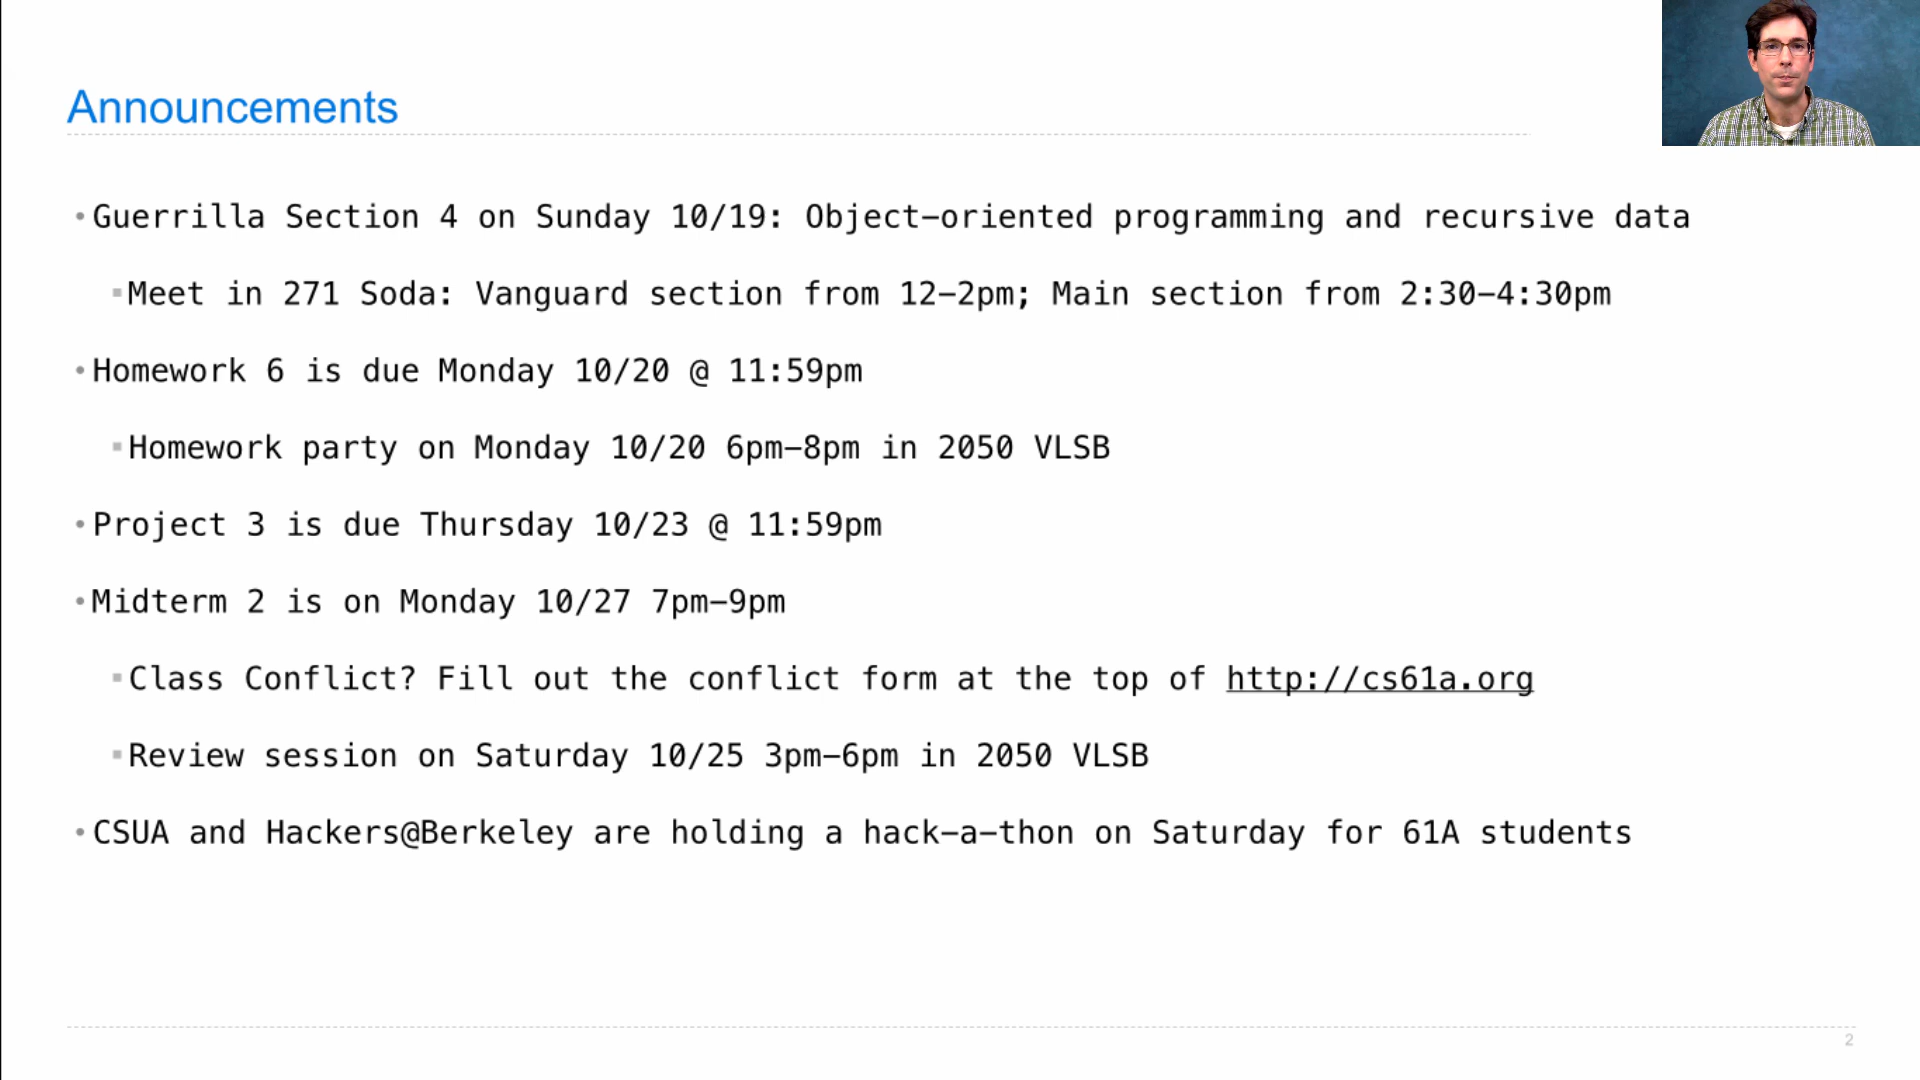 Announcements
•Guerrilla Section 4 on Sunday 10/19: Object-oriented programming and recursive data
▪Meet in 271 Soda: Vanguard section from 12-2pm; Main section from 2:30-4:30pm
•Homework 6 is due Monday 10/20 @ 11:59pm
▪Homework party on Monday 10/20 6pm-8pm in 2050 VLSB
•Project 3 is due Thursday 10/23 @ 11:59pm
•Midterm 2 is on Monday 10/27 7pm-9pm
▪Class Conflict? Fill out the conflict form at the top of http://cs61a.org
▪Review session on Saturday 10/25 3pm-6pm in 2050 VLSB
•CSUA and Hackers@Berkeley are holding a hack-a-thon on Saturday for 61A students
2